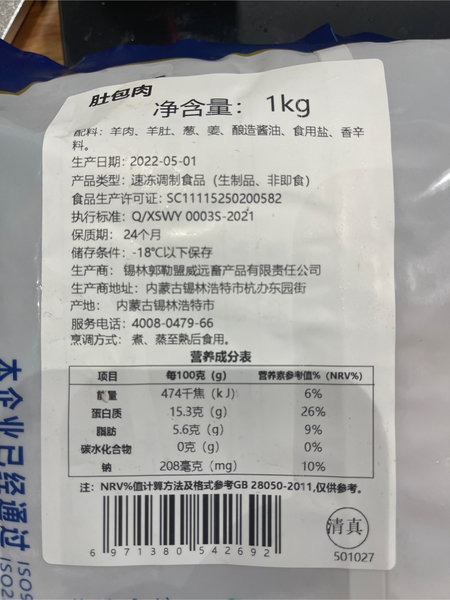 肚包肉
净含量： 1kg
配料：羊肉、羊肚、葱、姜、酿造酱油、食用盐、香辛
料。
生产日期：2022-05-01
产品类型：速冻调制食品（生制品、非即食）
食品生产许可证：SC11115250200582
执行标准：Q/XSWY 0003S-2021
保质期：24个月
储存条件：-18℃以下保存
生产商：锡林郭勒盟威远畜产品有限责任公司
生产商地址：内蒙古锡林浩特市杭办东园街
产地： 内蒙古锡林浩特市
服务电话：4008-0479-66
烹调方式：煮、蒸至熟后食用。
营养成分表
项目 每100克（g） 营养素参考值%（NRV%）
能量 474千焦（kJ） 6%
蛋白质 15.3克（g） 26%
脂肪 5.6克（g） 9%
碳水化合物 0克（g） 0%
钠 208毫克（mg） 10%
注：NRV%值计算方法及格式参考GB 28050-2011,仅供参考。
6 971380 542692
清真
501027
本企业已经通过
ISO9
ISO2